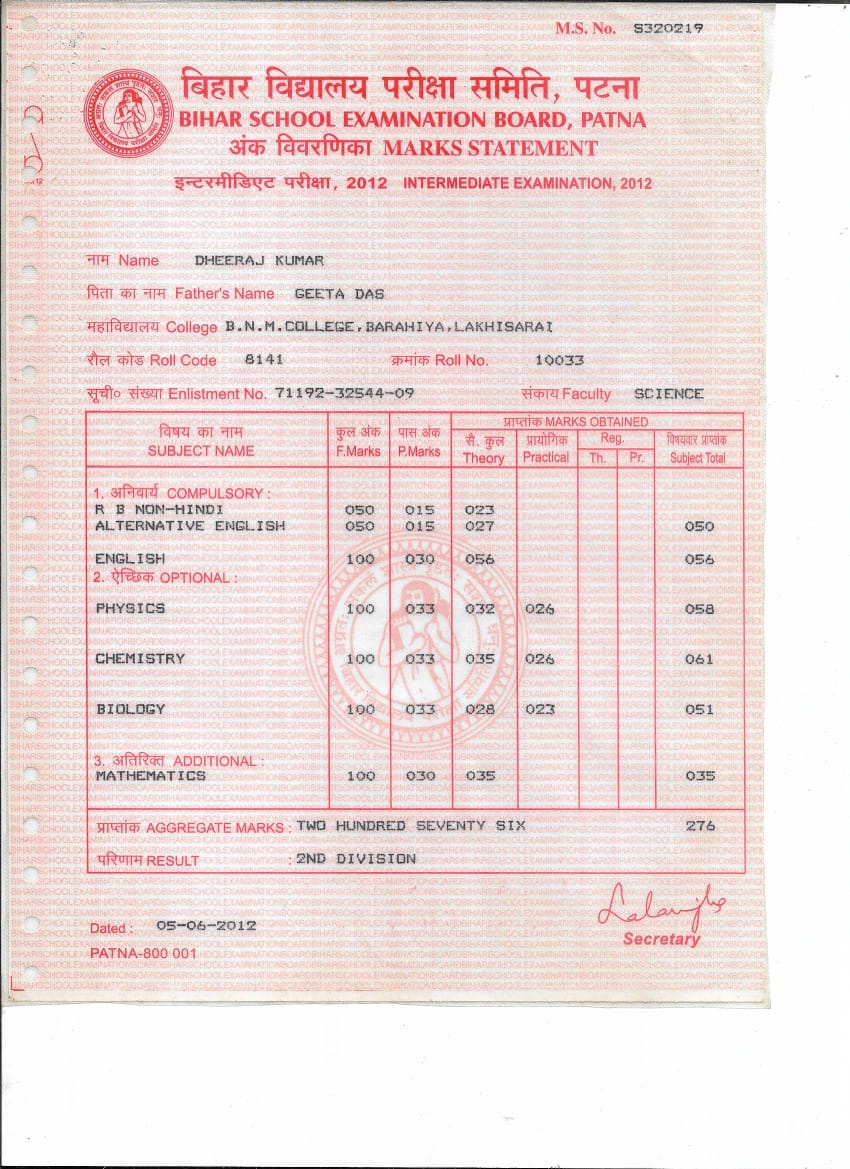 M.S. No. S320219
बिहार विद्यालय परीक्षा समिति, पटना
BIHAR SCHOOL EXAMINATION BOARD, PATNA
अंक विवरणिका MARKS STATEMENT
इन्टरमीडिएट परीक्षा, 2012 INTERMEDIATE EXAMINATION, 2012
नाम Name DHEERAJ KUMAR
पिता का नाम Father's Name GEETA DAS
महाविद्यालय College B.N.M.COLLEGE,BARAHIYA,LAKHISARAI
रौल कोड Roll Code 8141 क्रमांक Roll No. 10033
सूची० संख्या Enlistment No. 71192-32544-09 संकाय Faculty SCIENCE
विषय का नाम SUBJECT NAME कुल अंक F.Marks पास अंक P.Marks प्राप्तांक MARKS OBTAINED
सै. कुल Theory प्रायोगिक Practical Reg. Th. Pr. विषयवार प्राप्तांक Subject Total
1. अनिवार्य COMPULSORY :
R B NON-HINDI 050 015 023
ALTERNATIVE ENGLISH 050 015 027 050
ENGLISH 100 030 056 056
2. ऐच्छिक OPTIONAL :
PHYSICS 100 033 032 026 058
CHEMISTRY 100 033 035 026 061
BIOLOGY 100 033 028 023 051
3. अतिरिक्त ADDITIONAL :
MATHEMATICS 100 030 035 035
प्राप्तांक AGGREGATE MARKS : TWO HUNDRED SEVENTY SIX 276
परिणाम RESULT : 2ND DIVISION
Dated : 05-06-2012
Secretary
PATNA-800 001